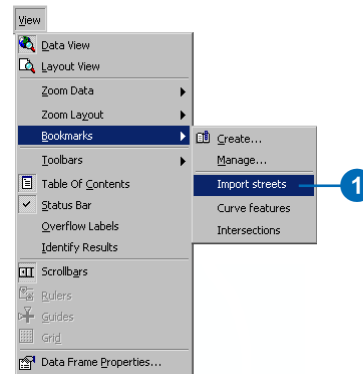 View
Data View
Layout View
Zoom Data
Zoom Layout
Bookmarks
Toolbars
Table Of Contents
Status Bar
Overflow Labels
Identify Results
Scrollbars
Rulers
Guides
Grid
Data Frame Properties...
Create...
Manage...
Import streets
Curve features
Intersections
1